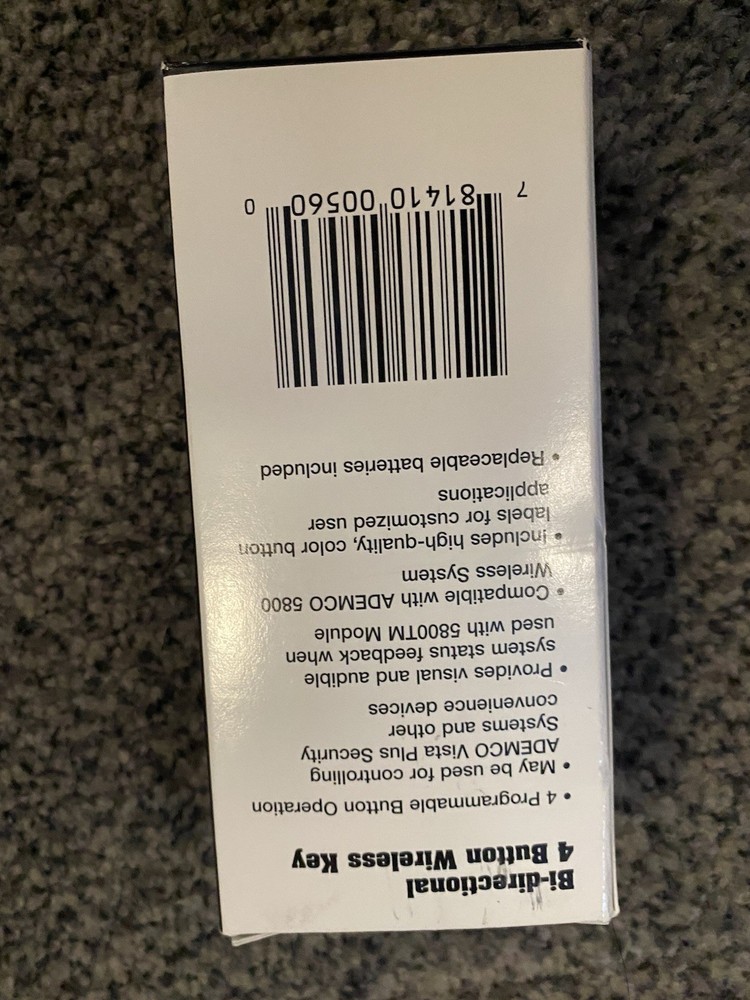 Bi-directional
4 Button Wireless Key
• 4 Programmable Button Operation
• May be used for controlling
ADEMCO Vista Plus Security
Systems and other
convenience devices
• Provides visual and audible
system status feedback when
used with 5800TM Module
• Compatible with ADEMCO 5800
Wireless System
• Includes high-quality, color button
labels for customized user
applications
• Replaceable batteries included
7 81410 00560 0